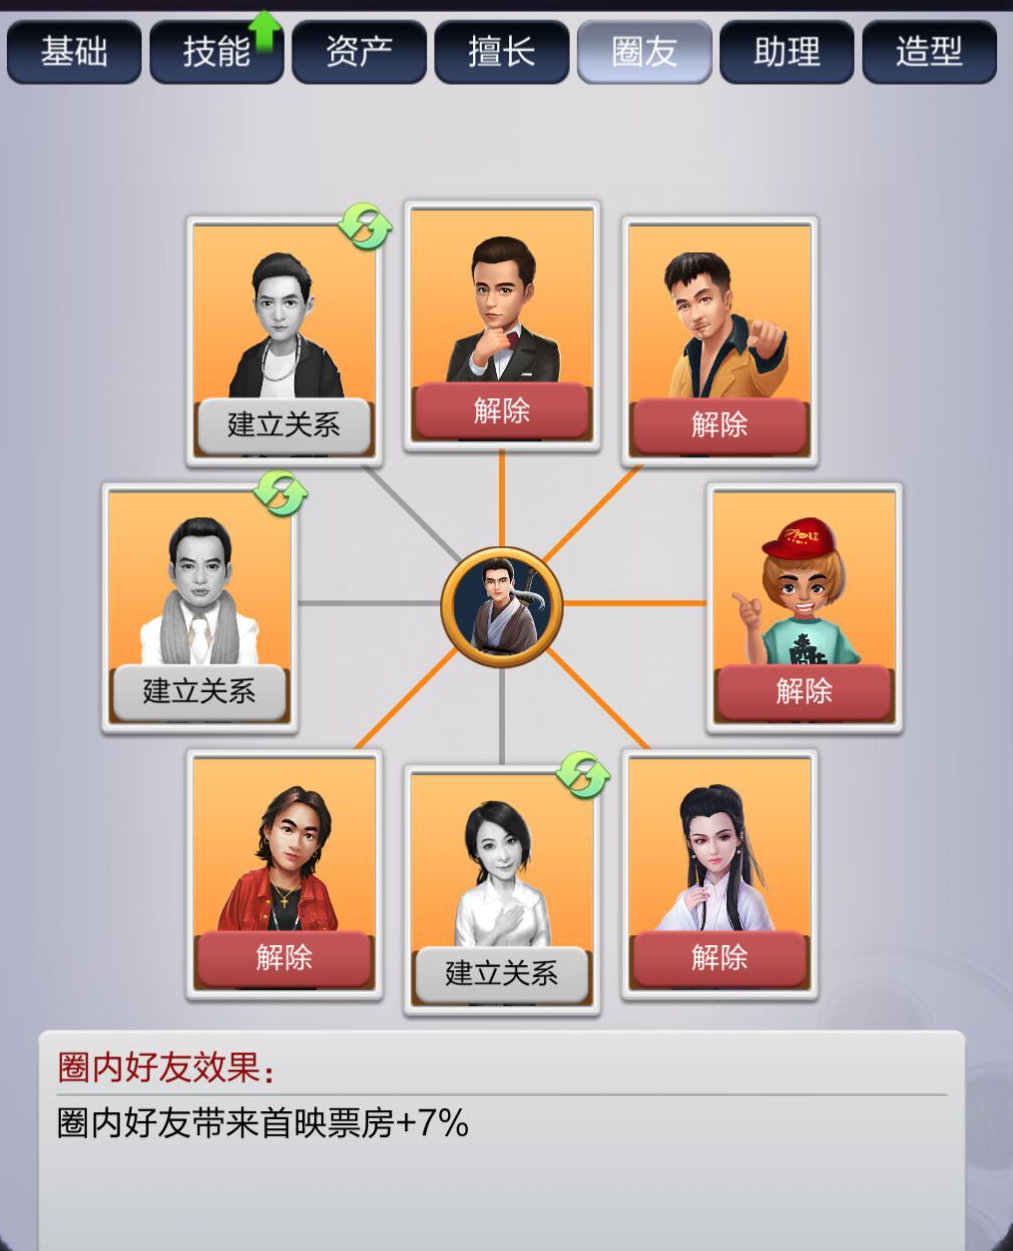 基础 技能 资产 擅长 圈友 助理 造型
建立关系 解除 解除
建立关系 解除
解除 建立关系 解除
圈内好友效果：
圈内好友带来首映票房+7%